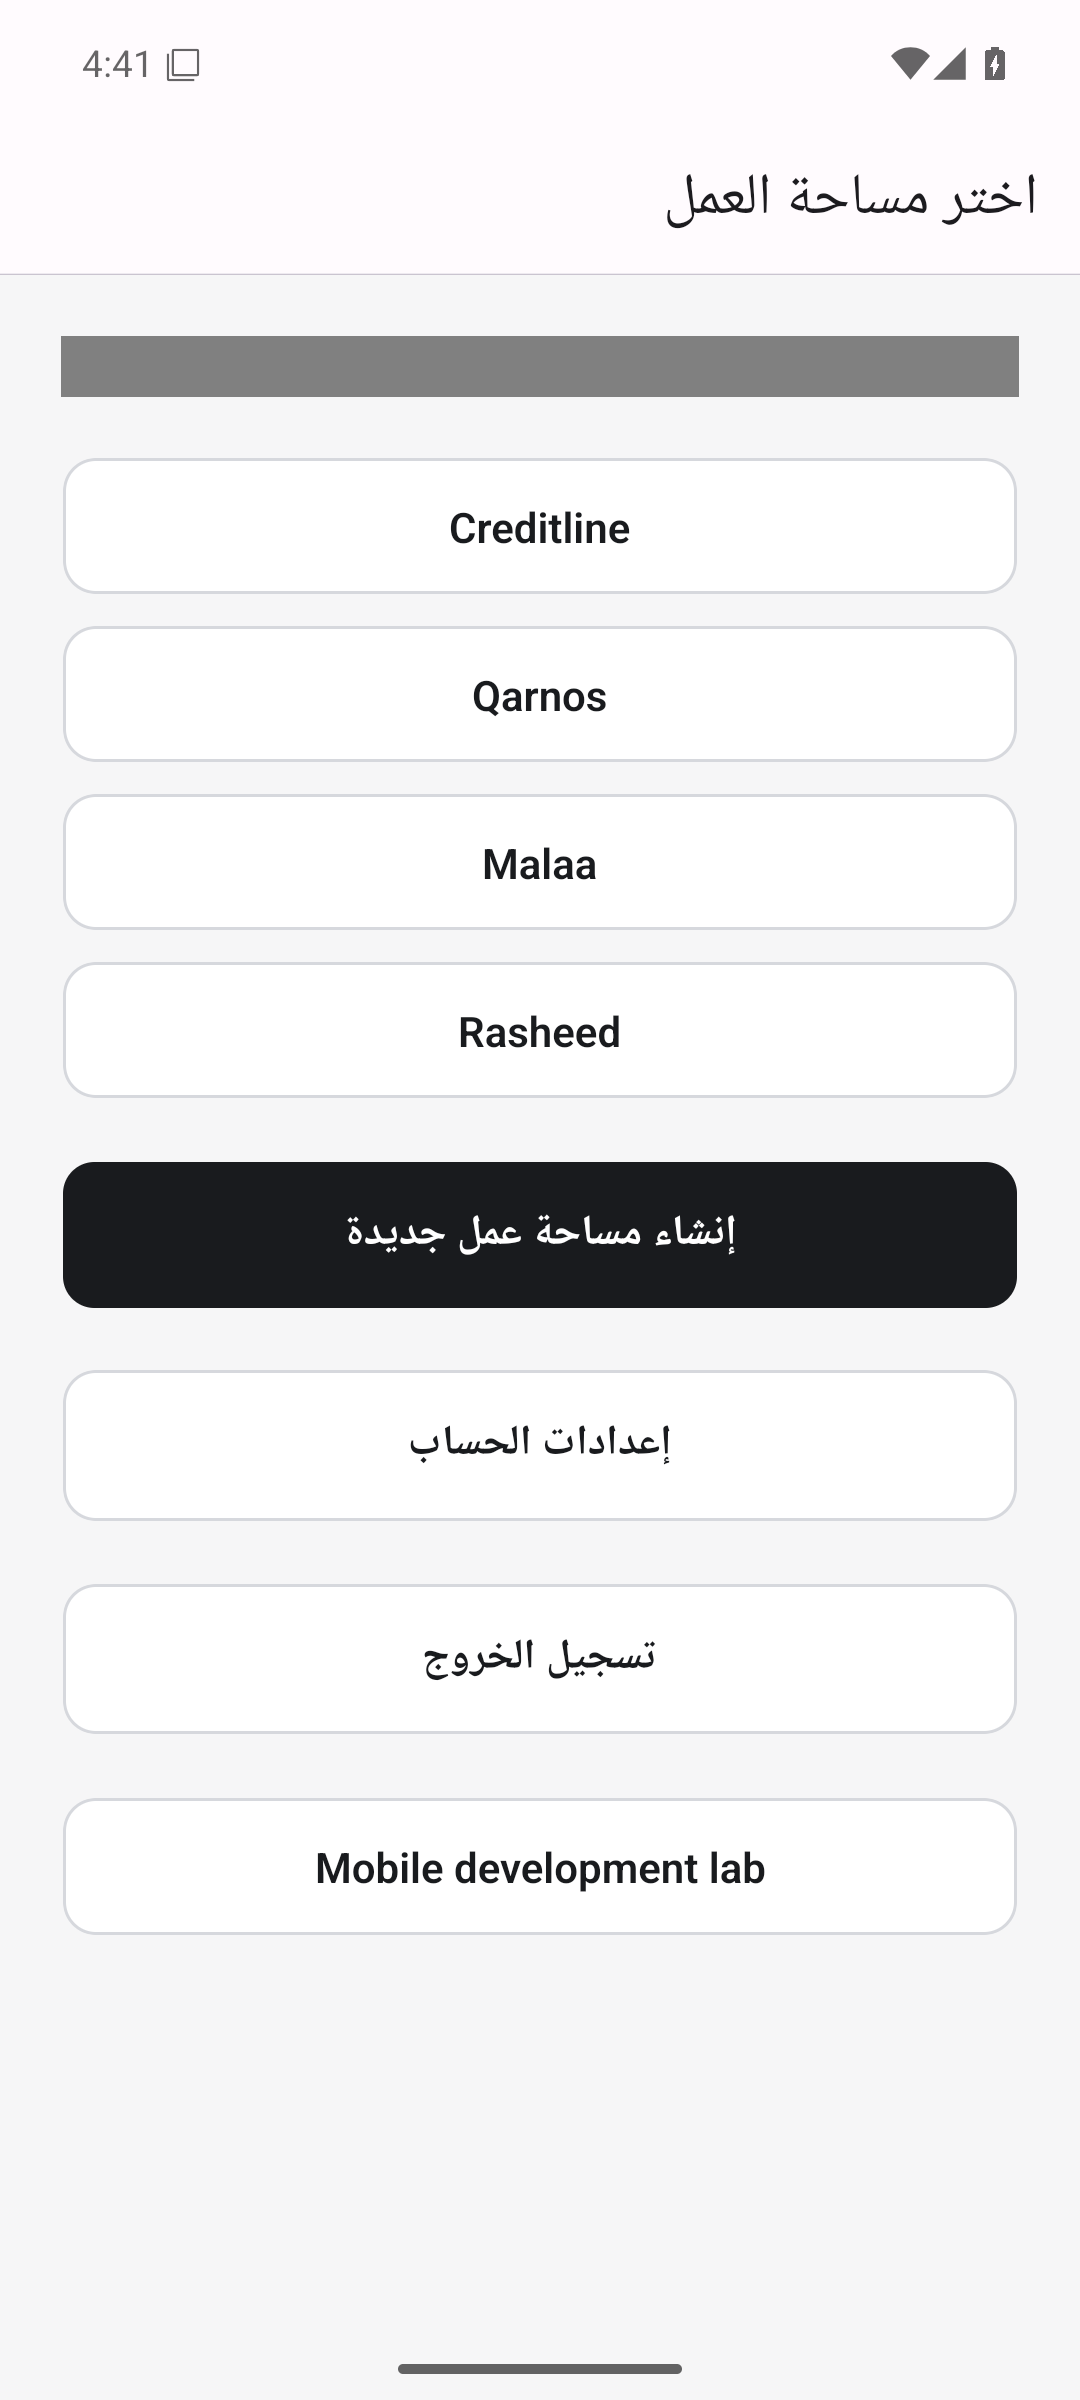 4:41
اختر مساحة العمل
Creditline
Qarnos
Malaa
Rasheed
إنشاء مساحة عمل جديدة
إعدادات الحساب
تسجيل الخروج
Mobile development lab